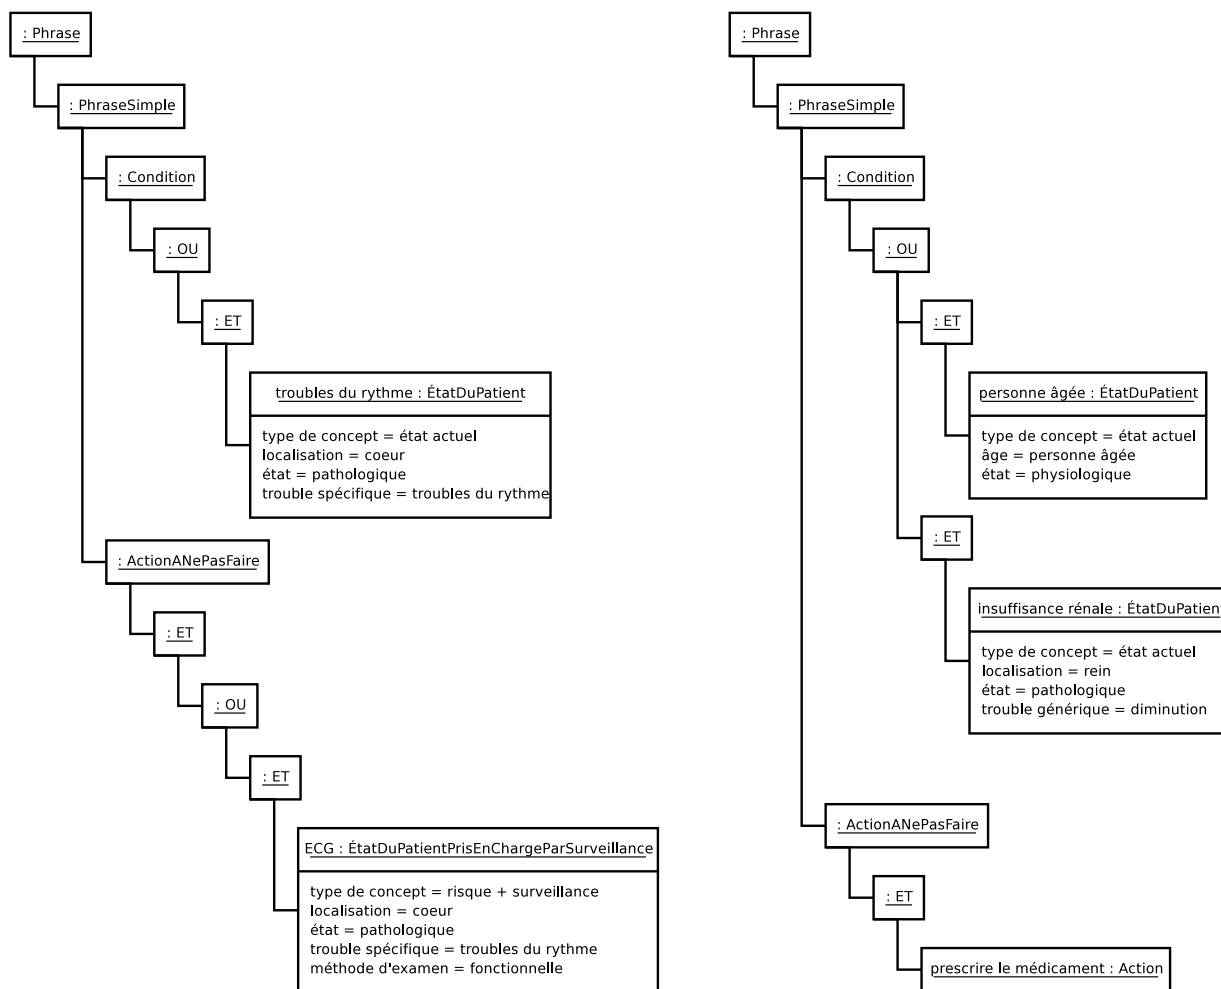 : Phrase
: PhraseSimple
: Condition
: OU
: ET
troubles du rythme : ÉtatDuPatient
type de concept = état actuel
localisation = coeur
état = pathologique
trouble spécifique = troubles du rythme
: ActionANePasFaire
: ET
: OU
: ET
ECG : ÉtatDuPatientPrisEnChargeParSurveillance
type de concept = risque + surveillance
localisation = coeur
état = pathologique
trouble spécifique = troubles du rythme
méthode d'examen = fonctionnelle
: Phrase
: PhraseSimple
: Condition
: OU
: ET
personne âgée : ÉtatDuPatient
type de concept = état actuel
âge = personne âgée
état = physiologique
: ET
insuffisance rénale : ÉtatDuPatient
type de concept = état actuel
localisation = rein
état = pathologique
trouble générique = diminution
: ActionANePasFaire
: ET
prescrire le médicament : Action